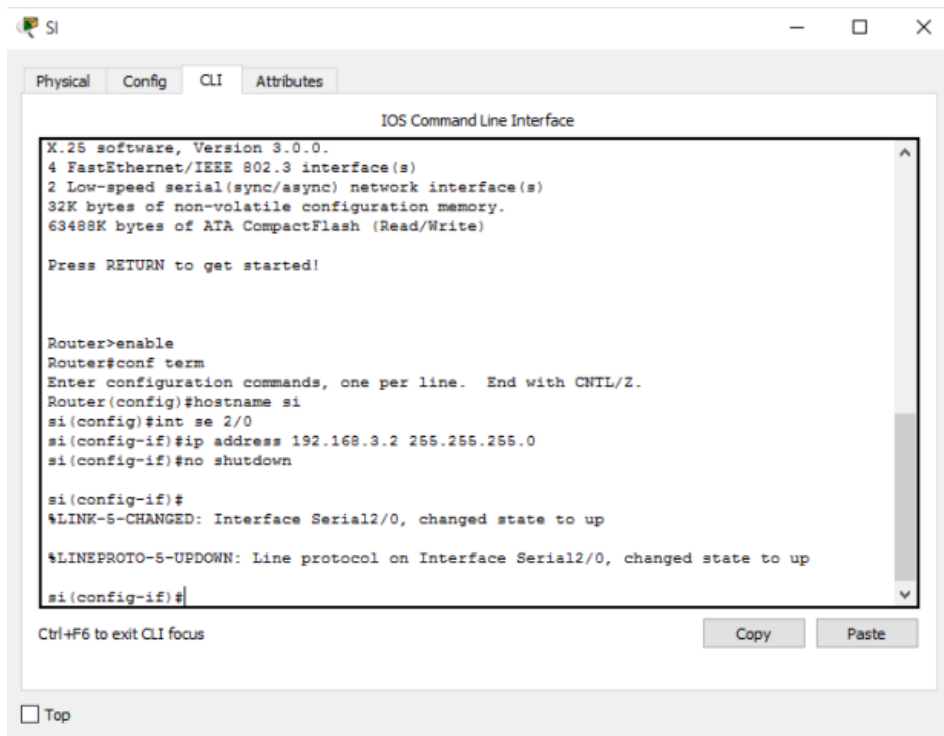 SI
Physical Config CLI Attributes
IOS Command Line Interface
X.25 software, Version 3.0.0.
4 FastEthernet/IEEE 802.3 interface(s)
2 Low-speed serial(sync/async) network interface(s)
32K bytes of non-volatile configuration memory.
63488K bytes of ATA CompactFlash (Read/Write)
Press RETURN to get started!
Router>enable
Router#conf term
Enter configuration commands, one per line.  End with CNTL/Z.
Router(config)#hostname si
si(config)#int se 2/0
si(config-if)#ip address 192.168.3.2 255.255.255.0
si(config-if)#no shutdown
si(config-if)#
%LINK-5-CHANGED: Interface Serial2/0, changed state to up
%LINEPROTO-5-UPDOWN: Line protocol on Interface Serial2/0, changed state to up
si(config-if)#
Ctrl+F6 to exit CLI focus Copy Paste
Top